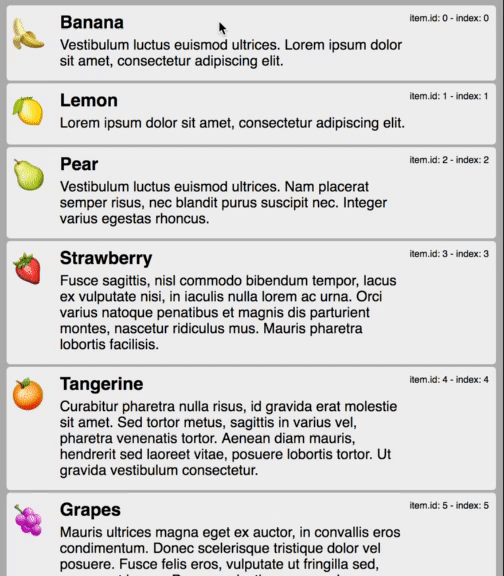 Banana
item.id: 0 - index: 0
Vestibulum luctus euismod ultrices. Lorem ipsum dolor
sit amet, consectetur adipiscing elit.
Lemon
item.id: 1 - index: 1
Lorem ipsum dolor sit amet, consectetur adipiscing elit.
Pear
item.id: 2 - index: 2
Vestibulum luctus euismod ultrices. Nam placerat
semper risus, nec blandit purus suscipit nec. Integer
varius egestas rhoncus.
Strawberry
item.id: 3 - index: 3
Fusce sagittis, nisl commodo bibendum tempor, lacus
ex vulputate nisi, in iaculis nulla lorem ac urna. Orci
varius natoque penatibus et magnis dis parturient
montes, nascetur ridiculus mus. Mauris pharetra
lobortis facilisis.
Tangerine
item.id: 4 - index: 4
Curabitur pharetra nulla risus, id gravida erat molestie
sit amet. Sed tortor metus, sagittis in varius vel,
pharetra venenatis tortor. Aenean diam mauris,
hendrerit sed laoreet vitae, posuere lobortis tortor. Ut
gravida vestibulum consectetur.
Grapes
item.id: 5 - index: 5
Mauris ultrices magna eget ex auctor, in convallis eros
condimentum. Donec scelerisque tristique dolor vel
posuere. Fusce felis eros, vulputate ut fringilla sed,